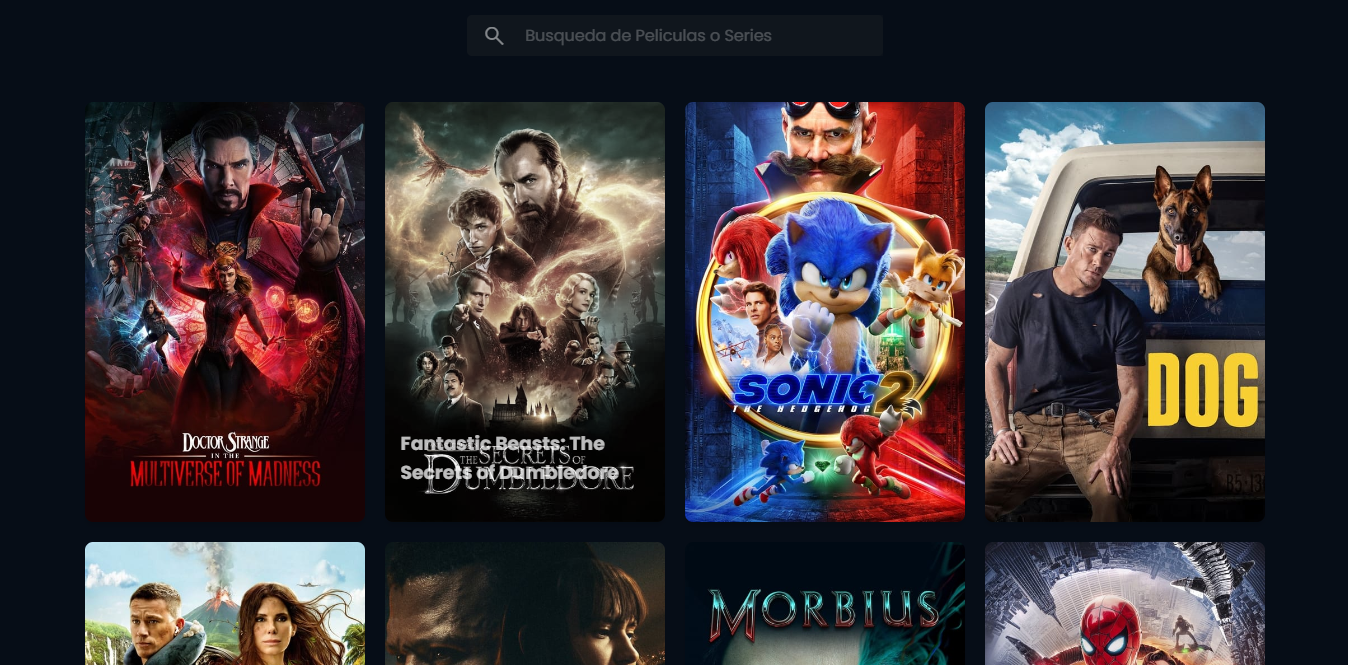 Busqueda de Peliculas o Series
DOCTOR STRANGE
IN THE
MULTIVERSE OF MADNESS
Fantastic Beasts: The
Secrets of Dumbledore
THE SECRETS OF
DUMBLEDORE
SONIC 2
THE HEDGEHOG
DOG
MORBIUS